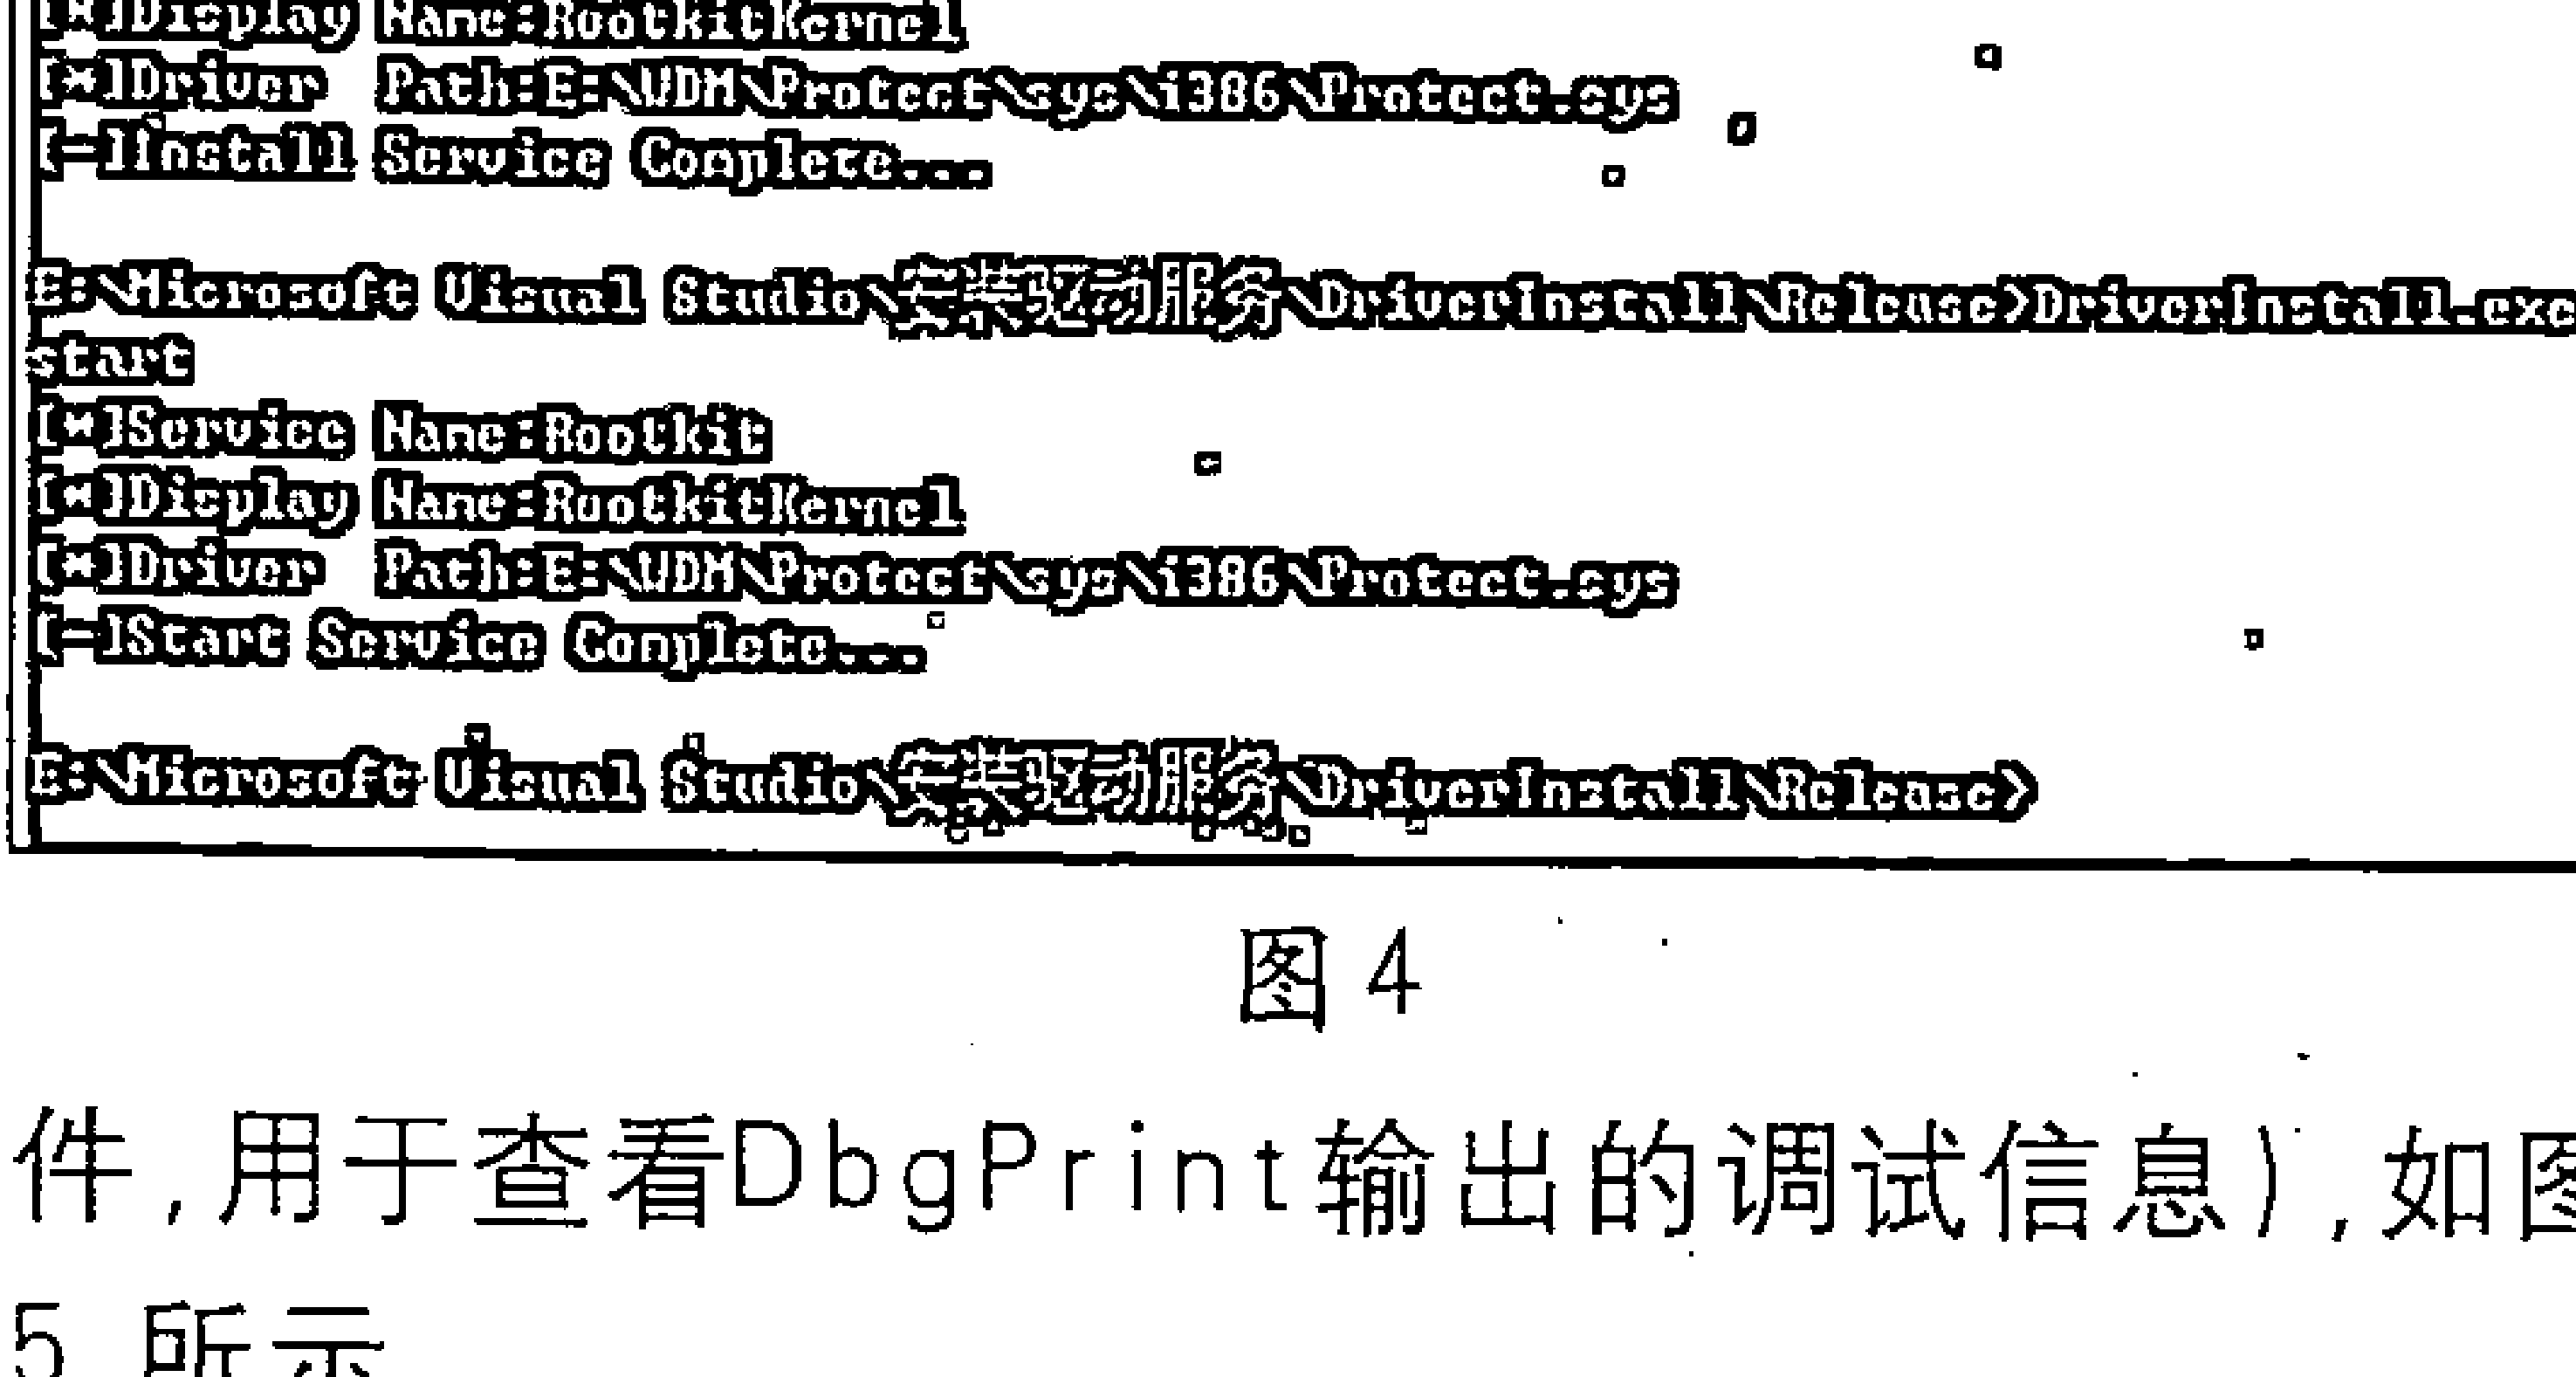 [*]Display Name:RootkitKernel
[*]Driver  Path:E:\WDM\Protect\sys\i386\Protect.sys
[-]Install Service Complete...
E:\Microsoft Visual Studio\安装驱动服务\DriverInstall\Release>DriverInstall.exe
start
[*]Service Name:Rootkit
[*]Display Name:RootkitKernel
[*]Driver  Path:E:\WDM\Protect\sys\i386\Protect.sys
[-]Start Service Complete...
E:\Microsoft Visual Studio\安装驱动服务\DriverInstall\Release>
图 4
件,用于查看DbgPrint输出的调试信息),如图
5 所示